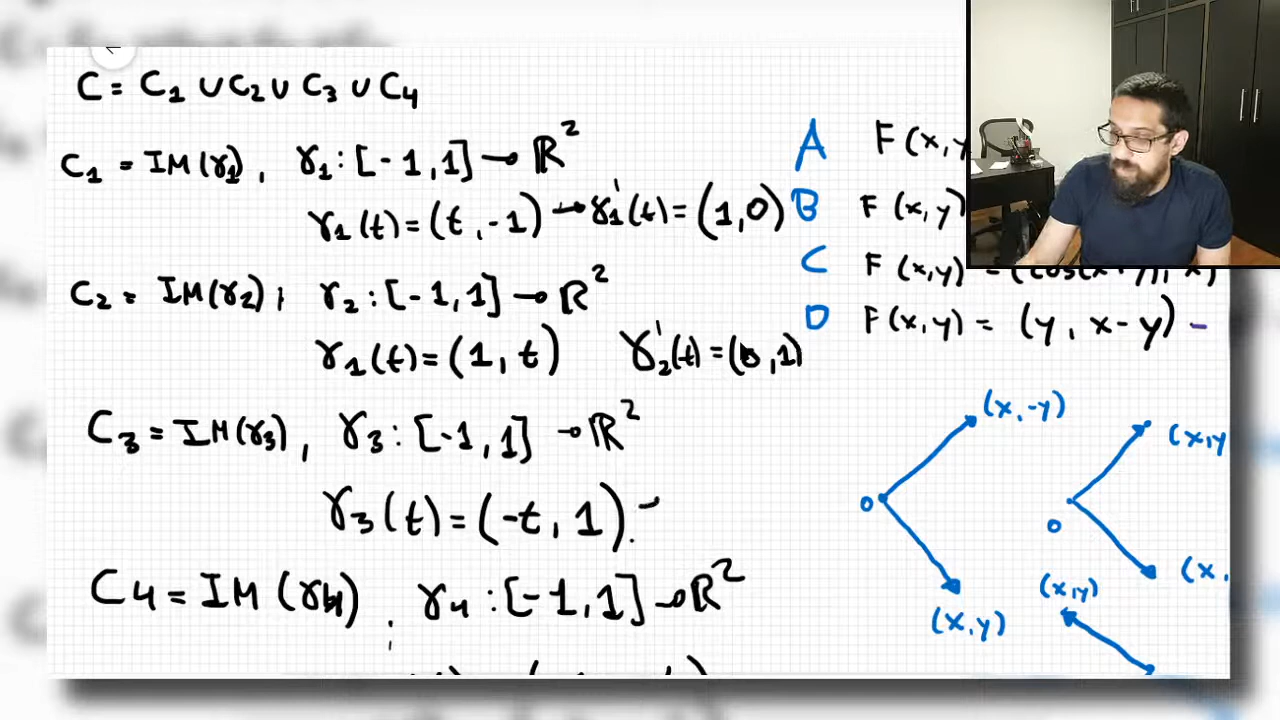 C = C1 ∪ C2 ∪ C3 ∪ C4
C1 = IM(γ1), γ1 : [-1,1] → ℝ²
γ1(t) = (t,-1) → γ1'(t) = (1,0)
C2 = IM(γ2); γ2 : [-1,1] → ℝ²
γ1(t) = (1,t) γ2'(t) = (0,1)
C3 = IM(γ3), γ3 : [-1,1] → ℝ²
γ3(t) = (-t,1).
C4 = IM(γ4), γ4 : [-1,1] → ℝ²
A F(x,y
B F(x,y)
C F(x,y) = (cos(x+y), x)
D F(x,y) = (y, x-y) -
(x,-y)
0
(x,y)
(x,y
0
(x,
(x,y)